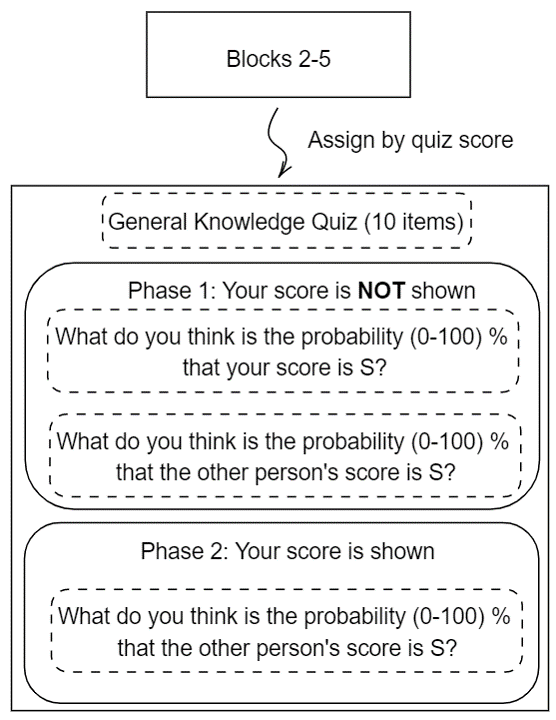 Blocks 2-5
Assign by quiz score
General Knowledge Quiz (10 items)
Phase 1: Your score is NOT shown
What do you think is the probability (0-100) %
that your score is S?
What do you think is the probability (0-100) %
that the other person's score is S?
Phase 2: Your score is shown
What do you think is the probability (0-100) %
that the other person's score is S?